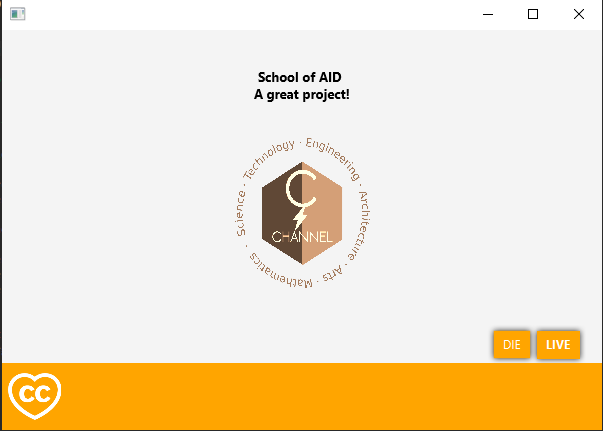 School of AID
A great project!
Science · Technology · Engineering · Architecture · Arts · Mathematics ·
C
CHANNEL
DIE
LIVE
CC